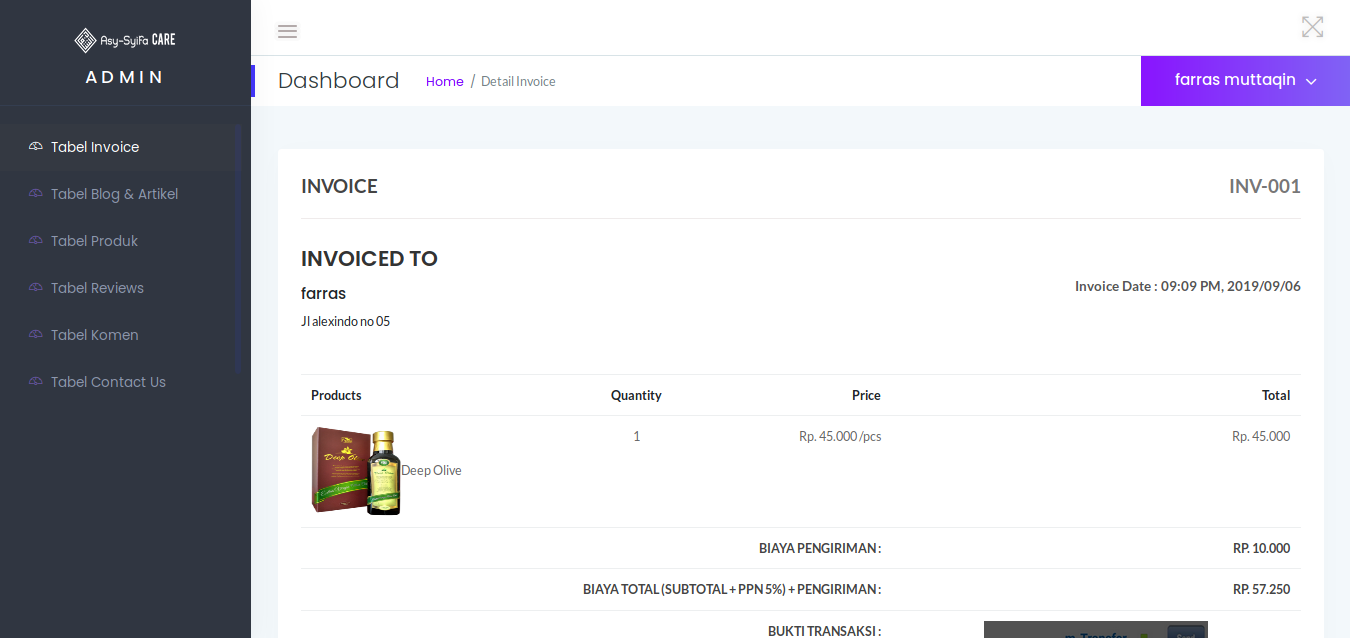 Asy-SyiFa CARE
ADMIN
Tabel Invoice
Tabel Blog & Artikel
Tabel Produk
Tabel Reviews
Tabel Komen
Tabel Contact Us
Dashboard Home / Detail Invoice
farras muttaqin
INVOICE INV-001
INVOICED TO
farras
Jl alexindo no 05
Invoice Date : 09:09 PM, 2019/09/06
Products Quantity Price Total
Deep Olive 1 Rp. 45.000 /pcs Rp. 45.000
BIAYA PENGIRIMAN : RP. 10.000
BIAYA TOTAL (SUBTOTAL + PPN 5%) + PENGIRIMAN : RP. 57.250
BUKTI TRANSAKSI :
m-Transfer